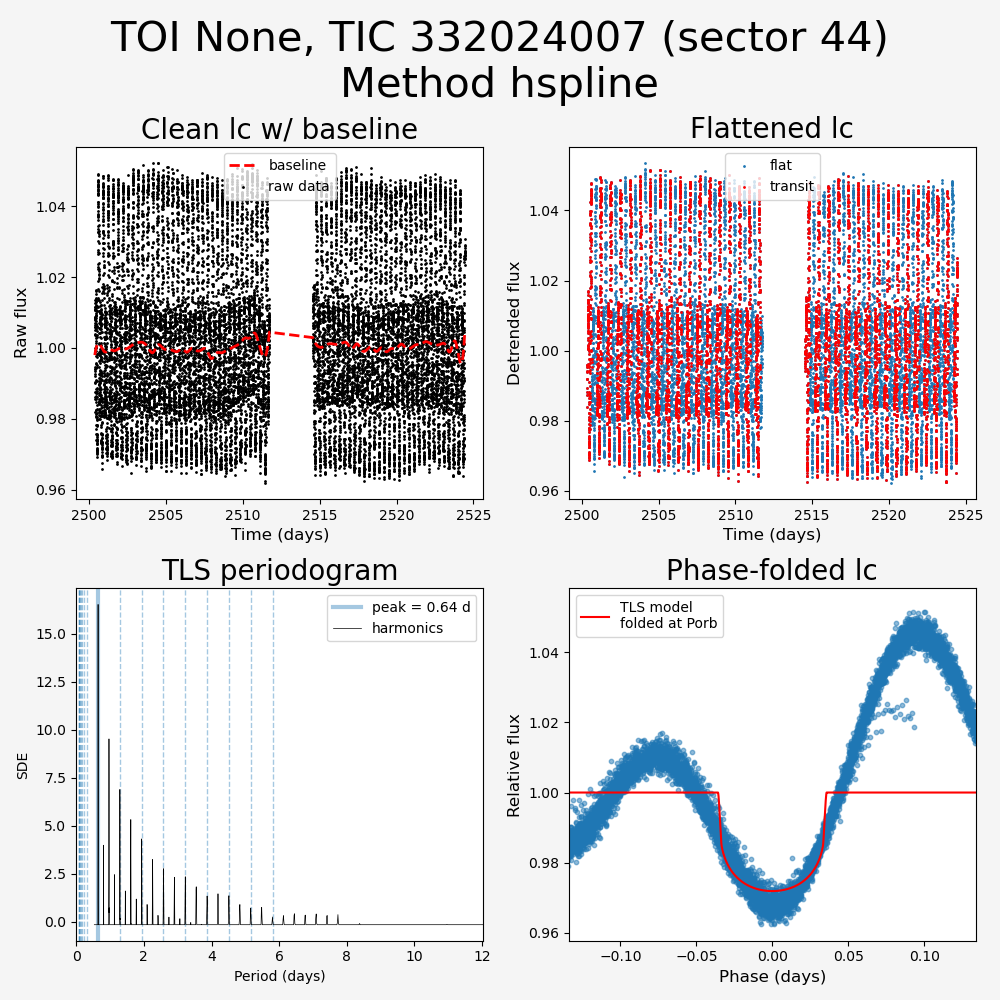 TOI None, TIC 332024007 (sector 44)
Method hspline
Clean lc w/ baseline
baseline
raw data
Raw flux
1.04
1.02
1.00
0.98
0.96
2500 2505 2510 2515 2520 2525
Time (days)
Flattened lc
flat
transit
Detrended flux
1.04
1.02
1.00
0.98
0.96
2500 2505 2510 2515 2520 2525
Time (days)
TLS periodogram
peak = 0.64 d
harmonics
SDE
15.0
12.5
10.0
7.5
5.0
2.5
0.0
0 2 4 6 8 10 12
Period (days)
Phase-folded lc
TLS model
folded at Porb
Relative flux
1.04
1.02
1.00
0.98
0.96
−0.10 −0.05 0.00 0.05 0.10
Phase (days)